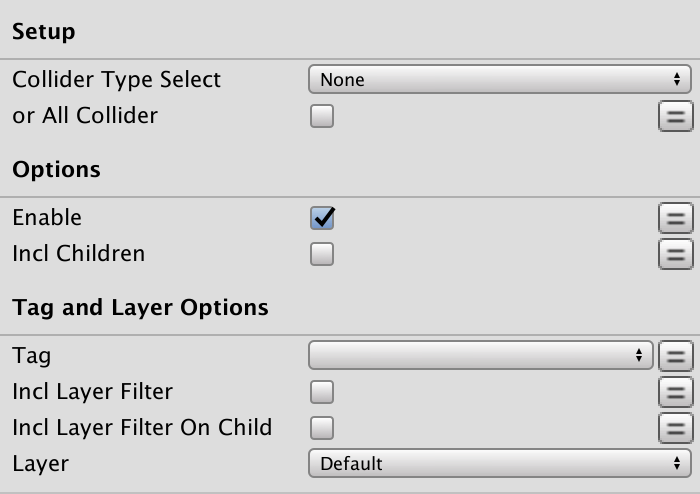 Setup
Collider Type Select None
or All Collider
Options
Enable
Incl Children
Tag and Layer Options
Tag
Incl Layer Filter
Incl Layer Filter On Child
Layer Default